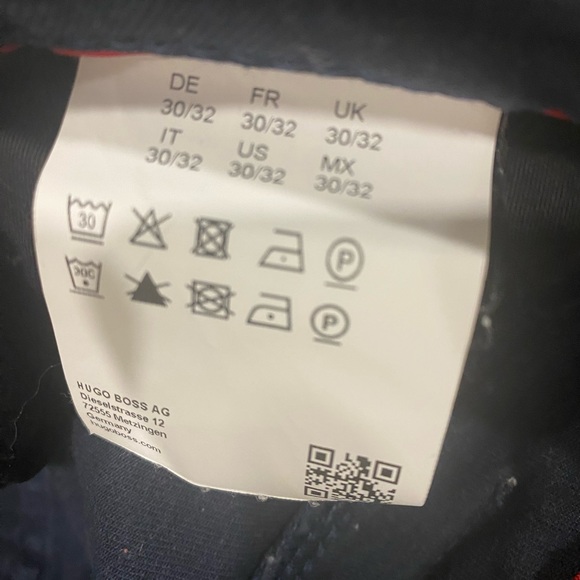 DE FR UK
30/32 30/32 30/32
IT US MX
30/32 30/32 30/32
30 P
30C P
HUGO BOSS AG
Dieselstrasse 12
72555 Metzingen
Germany
hugoboss.com